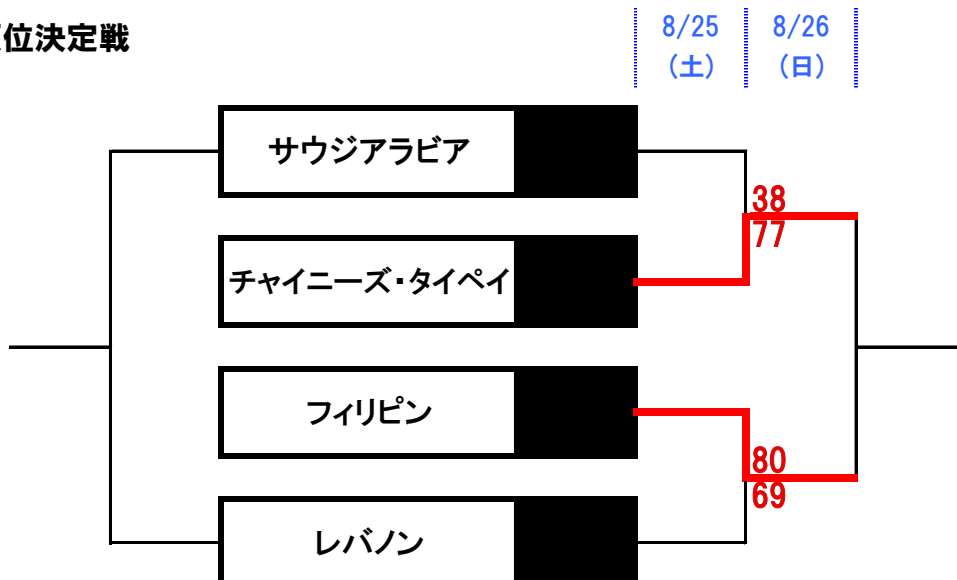 位決定戦
8/25
(土)
8/26
(日)
サウジアラビア
38
77
チャイニーズ・タイペイ
フィリピン
80
69
レバノン